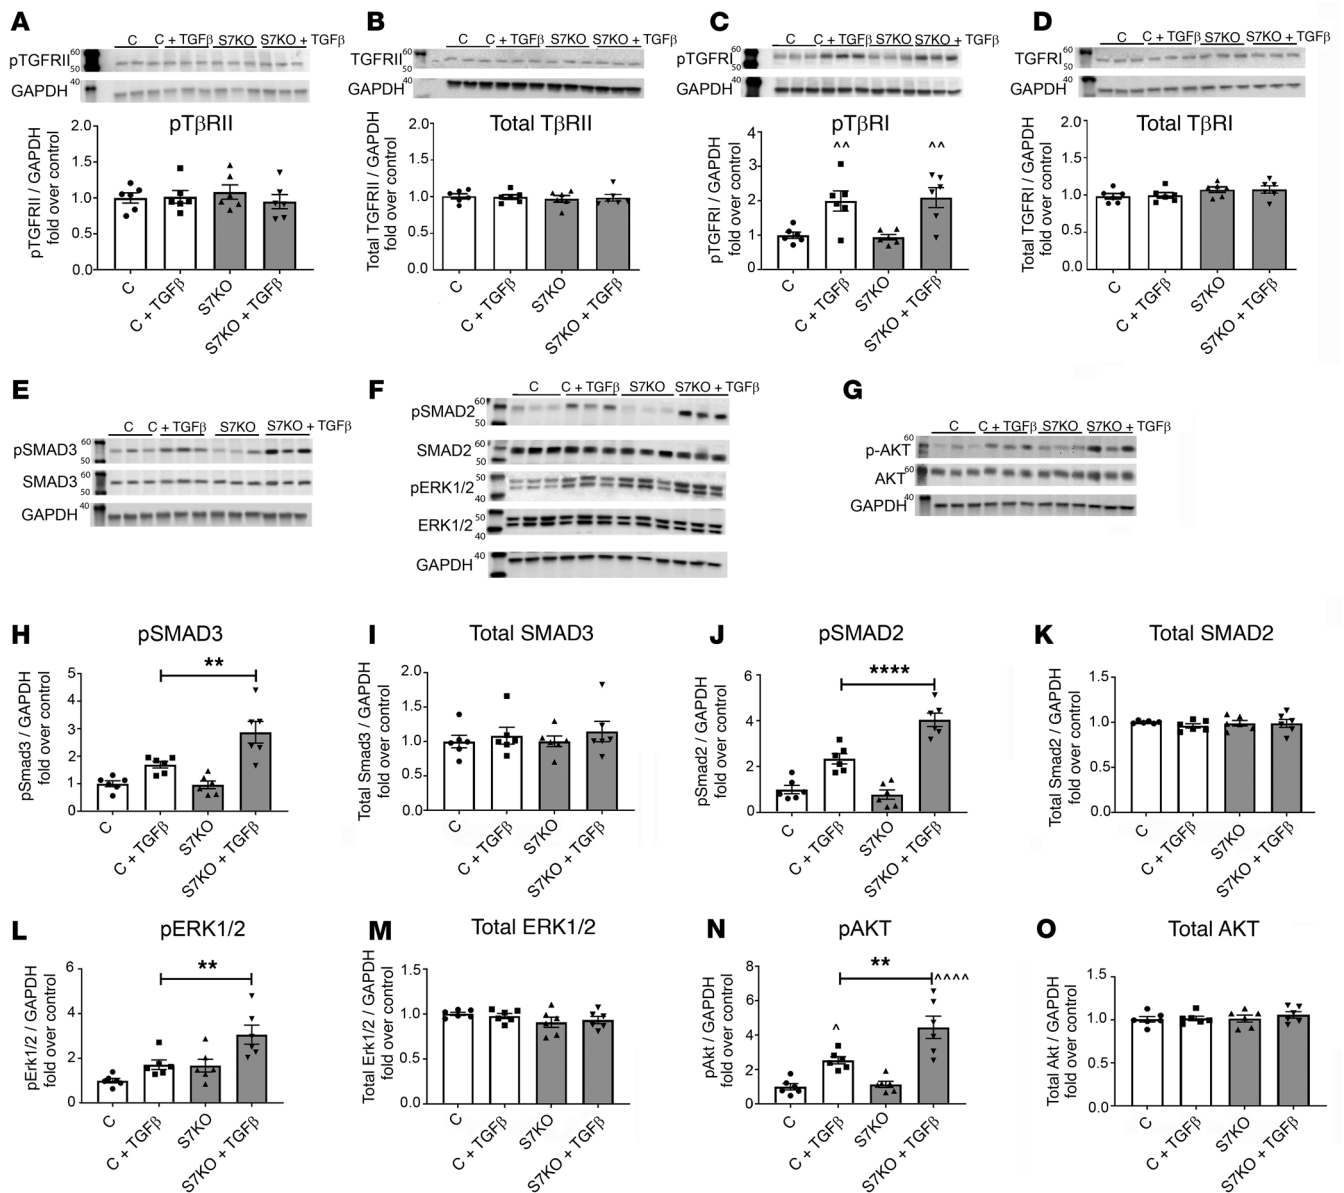 A
C C + TGFβ S7KO S7KO + TGFβ
pTGFRII 60 50
GAPDH 40
pTβRII
pTGFRII / GAPDH
fold over control
2.0
1.5
1.0
0.5
0.0
C
C + TGFβ
S7KO
S7KO + TGFβ
B
C C + TGFβ S7KO S7KO + TGFβ
TGFRII 60 50
GAPDH 40
Total TβRII
Total TGFRII / GAPDH
fold over control
2.0
1.5
1.0
0.5
0.0
C
C + TGFβ
S7KO
S7KO + TGFβ
C
C C + TGFβ S7KO S7KO + TGFβ
pTGFRI 60 50
GAPDH 40
pTβRI
pTGFRI / GAPDH
fold over control
4
3
2
1
0
^^
^^
C
C + TGFβ
S7KO
S7KO + TGFβ
D
C C + TGFβ S7KO S7KO + TGFβ
TGFRI 60 50
GAPDH 40
Total TβRI
Total TGFRI / GAPDH
fold over control
2.0
1.5
1.0
0.5
0.0
C
C + TGFβ
S7KO
S7KO + TGFβ
E
C C + TGFβ S7KO S7KO + TGFβ
pSMAD3 60 50
SMAD3 60 50
GAPDH 40
F
C C + TGFβ S7KO S7KO + TGFβ
pSMAD2 60 50
SMAD2 60 50
pERK1/2 50 40
ERK1/2 50 40
GAPDH 40
G
C C + TGFβ S7KO S7KO + TGFβ
p-AKT 60
AKT 60 50
GAPDH 40
H
pSMAD3
pSmad3 / GAPDH
fold over control
5
4
3
2
1
0
**
C
C + TGFβ
S7KO
S7KO + TGFβ
I
Total SMAD3
Total Smad3 / GAPDH
fold over control
2.0
1.5
1.0
0.5
0.0
C
C + TGFβ
S7KO
S7KO + TGFβ
J
pSMAD2
pSmad2 / GAPDH
fold over control
6
4
2
0
****
C
C + TGFβ
S7KO
S7KO + TGFβ
K
Total SMAD2
Total Smad2 / GAPDH
fold over control
1.5
1.0
0.5
0.0
C
C + TGFβ
S7KO
S7KO + TGFβ
L
pERK1/2
pErk1/2 / GAPDH
fold over control
6
4
2
0
**
C
C + TGFβ
S7KO
S7KO + TGFβ
M
Total ERK1/2
Total Erk1/2 / GAPDH
fold over control
1.5
1.0
0.5
0.0
C
C + TGFβ
S7KO
S7KO + TGFβ
N
pAKT
pAkt / GAPDH
fold over control
8
6
4
2
0
**
^
^^^^
C
C + TGFβ
S7KO
S7KO + TGFβ
O
Total AKT
Total Akt / GAPDH
fold over control
1.5
1.0
0.5
0.0
C
C + TGFβ
S7KO
S7KO + TGFβ